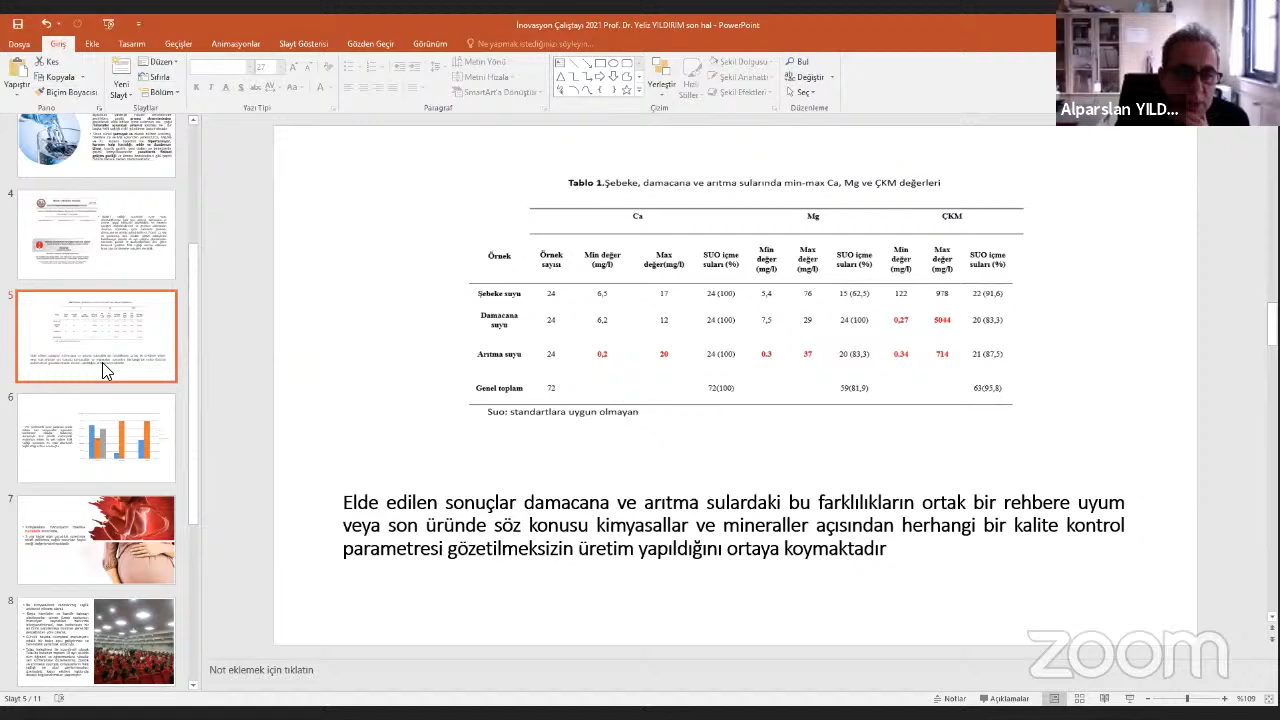 İnovasyon Çalıştayı 2021 Prof. Dr. Yeliz YILDIRIM son hal - PowerPoint
Dosya Giriş Ekle Tasarım Geçişler Animasyonlar Slayt Gösterisi Gözden Geçir Görünüm Ne yapmak istediğinizi söyleyin...
Yapıştır
Kes
Kopyala
Biçim Boyacısı
Pano
Yeni
Slayt
Düzen
Sıfırla
Bölüm
Slaytlar
27
Yazı Tipi
Metin Yönü
Metni Hizala
SmartArt'a Dönüştür
Paragraf
Yerleştir
Hızlı
Stiller
Şekil Dolgusu
Şekil Anahattı
Şekil Efektleri
Çizim
Bul
Değiştir
Seç
Düzenleme
Alparslan YILD...
4
5
6
7
8
Tablo 1.Şebeke, damacana ve arıtma sularında min-max Ca, Mg ve ÇKM değerleri
Ca Mg ÇKM
Örnek
Örnek
sayısı
Min değer
(mg/l)
Max
değer(mg/l)
SUO içme
suları (%)
Min
değer
(mg/l)
Max
değer
(mg/l)
SUO içme
suları (%)
Min
değer
(mg/l)
Max
değer
(mg/l)
SUO içme
suları (%)
Şebeke suyu 24 6,5 17 24 (100) 5,4 76 15 (62,5) 122 978 22 (91,6)
Damacana
suyu 24 6,2 12 24 (100) 7,5 29 24 (100) 0,27 5044 20 (83,3)
Arıtma suyu 24 0,2 20 24 (100) 0,3 37 20 (83,3) 0,34 714 21 (87,5)
Genel toplam 72 72(100) 59(81,9) 63(95,8)
Suo: standartlara uygun olmayan
Elde edilen sonuçlar damacana ve arıtma sulardaki bu farklılıkların ortak bir rehbere uyum
veya son üründe söz konusu kimyasallar ve mineraller açısından herhangi bir kalite kontrol
parametresi gözetilmeksizin üretim yapıldığını ortaya koymaktadır
zoom
Not eklemek için tıklatın
Slayt 5 / 11
Notlar
Açıklamalar
%109